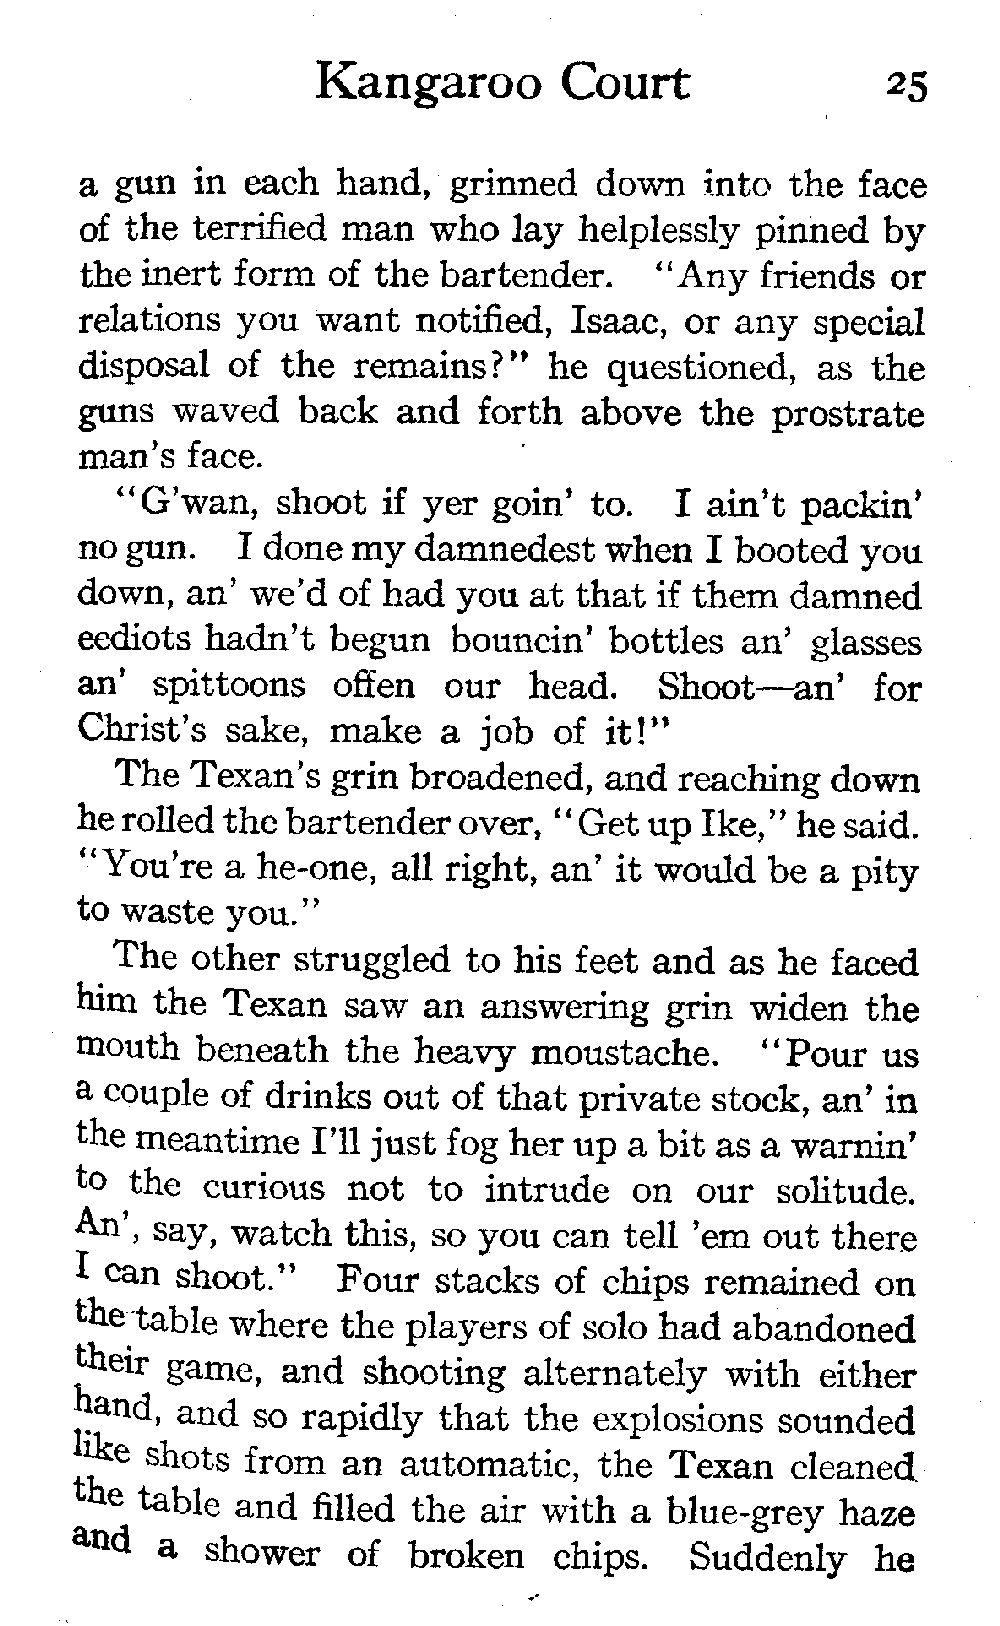 Kangaroo Court 25
a gun in each hand, grinned down into the face
of the terrified man who lay helplessly pinned by
the inert form of the bartender. "Any friends or
relations you want notified, Isaac, or any special
disposal of the remains?" he questioned, as the
guns waved back and forth above the prostrate
man's face.
"G'wan, shoot if yer goin' to. I ain't packin'
no gun. I done my damnedest when I booted you
down, an' we'd of had you at that if them damned
eediots hadn't begun bouncin' bottles an' glasses
an' spittoons offen our head. Shoot—an' for
Christ's sake, make a job of it!"
The Texan's grin broadened, and reaching down
he rolled the bartender over, "Get up Ike," he said.
"You're a he-one, all right, an' it would be a pity
to waste you."
The other struggled to his feet and as he faced
him the Texan saw an answering grin widen the
mouth beneath the heavy moustache. "Pour us
a couple of drinks out of that private stock, an' in
the meantime I'll just fog her up a bit as a warnin'
to the curious not to intrude on our solitude.
An', say, watch this, so you can tell 'em out there
I can shoot." Four stacks of chips remained on
the table where the players of solo had abandoned
their game, and shooting alternately with either
hand, and so rapidly that the explosions sounded
like shots from an automatic, the Texan cleaned
the table and filled the air with a blue-grey haze
and a shower of broken chips. Suddenly he